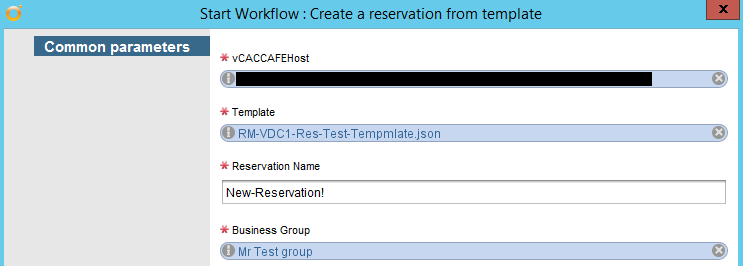 Start Workflow : Create a reservation from template
x
Common parameters
* vCACCAFEHost
* Template
RM-VDC1-Res-Test-Tempmlate.json
* Reservation Name
New-Reservation!
* Business Group
Mr Test group